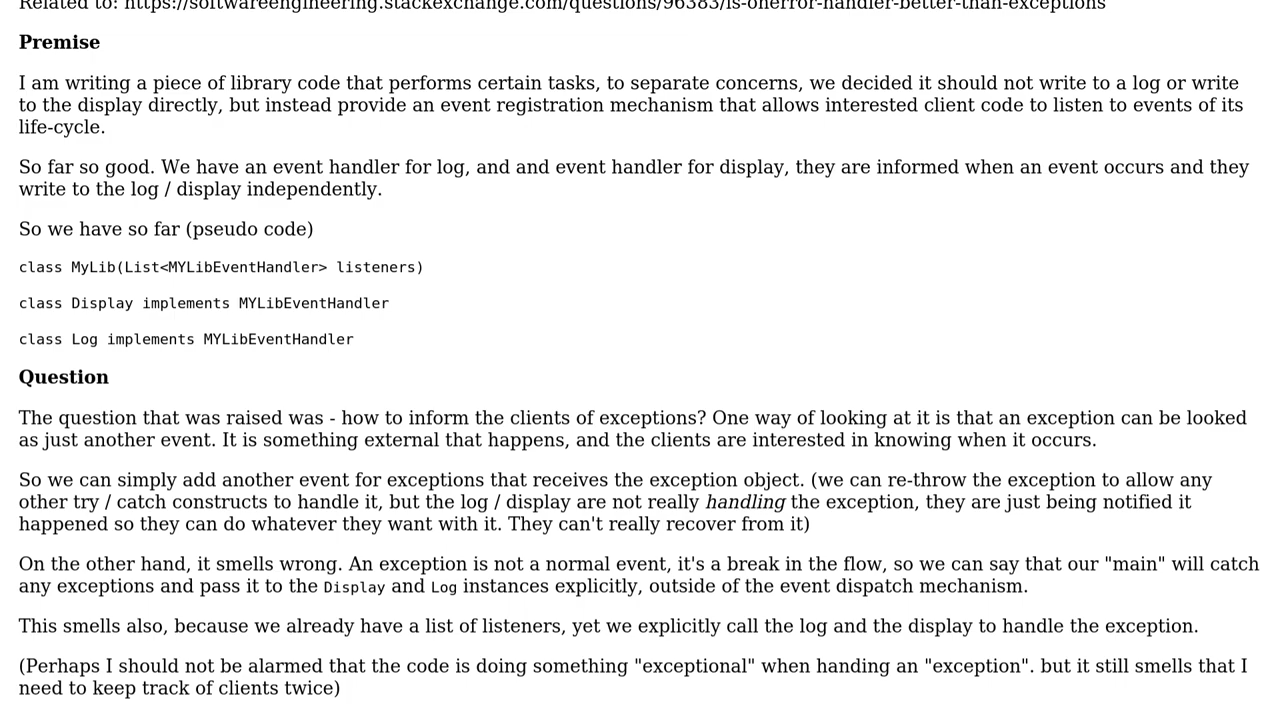 Related to: https://softwareengineering.stackexchange.com/questions/96383/is-onerror-handler-better-than-exceptions
Premise
I am writing a piece of library code that performs certain tasks, to separate concerns, we decided it should not write to a log or write
to the display directly, but instead provide an event registration mechanism that allows interested client code to listen to events of its
life-cycle.
So far so good. We have an event handler for log, and and event handler for display, they are informed when an event occurs and they
write to the log / display independently.
So we have so far (pseudo code)
class MyLib(List<MYLibEventHandler> listeners)
class Display implements MYLibEventHandler
class Log implements MYLibEventHandler
Question
The question that was raised was - how to inform the clients of exceptions? One way of looking at it is that an exception can be looked
as just another event. It is something external that happens, and the clients are interested in knowing when it occurs.
So we can simply add another event for exceptions that receives the exception object. (we can re-throw the exception to allow any
other try / catch constructs to handle it, but the log / display are not really handling the exception, they are just being notified it
happened so they can do whatever they want with it. They can't really recover from it)
On the other hand, it smells wrong. An exception is not a normal event, it's a break in the flow, so we can say that our "main" will catch
any exceptions and pass it to the Display and Log instances explicitly, outside of the event dispatch mechanism.
This smells also, because we already have a list of listeners, yet we explicitly call the log and the display to handle the exception.
(Perhaps I should not be alarmed that the code is doing something "exceptional" when handing an "exception". but it still smells that I
need to keep track of clients twice)